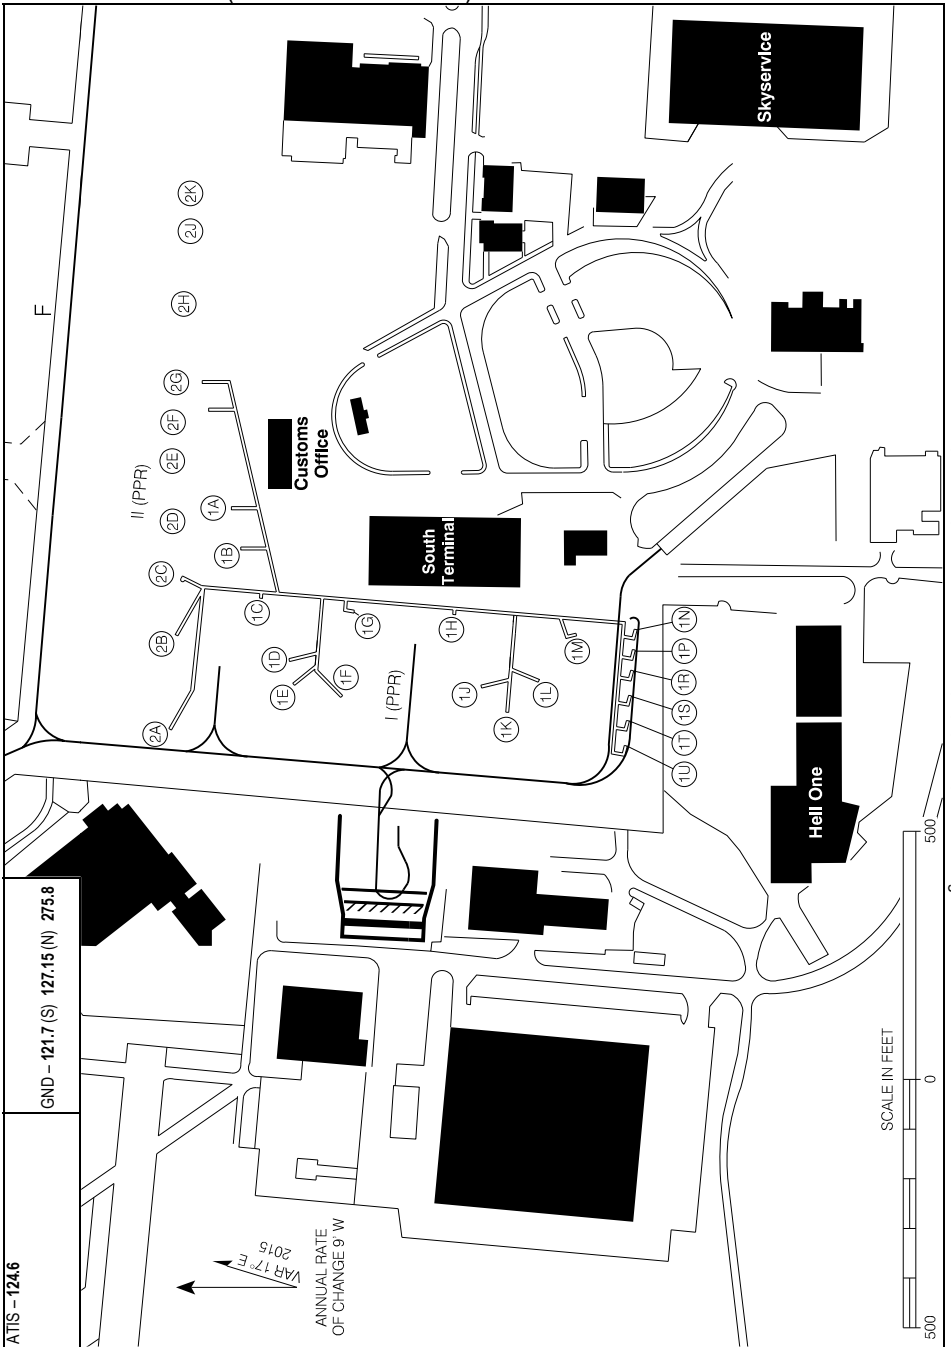 ATIS – 124.6
GND – 121.7 (S) 127.15 (N) 275.8
F
Skyservice
2K
2J
2H
2G
2F
2E
2D
2C
2B
2A
II (PPR)
1A
1B
1C
1D
1E
1F
1G
1H
I (PPR)
1J
1K
1L
1M
1N
1P
1R
1S
1T
1U
Customs
Office
South
Terminal
Heli One
VAR 17° E
2015
ANNUAL RATE
OF CHANGE 9' W
SCALE IN FEET
500
0
500